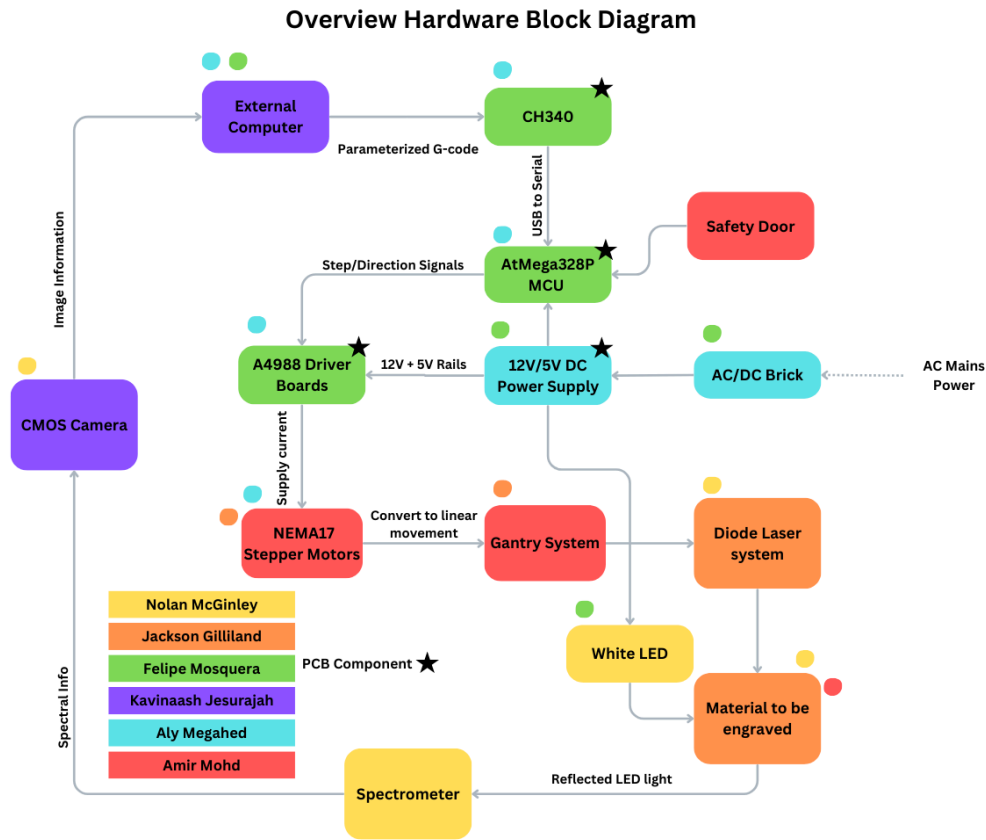 Overview Hardware Block Diagram
External
Computer
Parameterized G-code
CH340
USB to Serial
Safety Door
AtMega328P
MCU
Step/Direction Signals
Image Information
A4988 Driver
Boards
12V + 5V Rails
12V/5V DC
Power Supply
AC/DC Brick
AC Mains
Power
CMOS Camera
Supply current
NEMA17
Stepper Motors
Convert to linear
movement
Gantry System
Diode Laser
system
Nolan McGinley
Jackson Gilliland
Felipe Mosquera
Kavinaash Jesurajah
Aly Megahed
Amir Mohd
PCB Component
White LED
Material to be
engraved
Spectral Info
Spectrometer
Reflected LED light